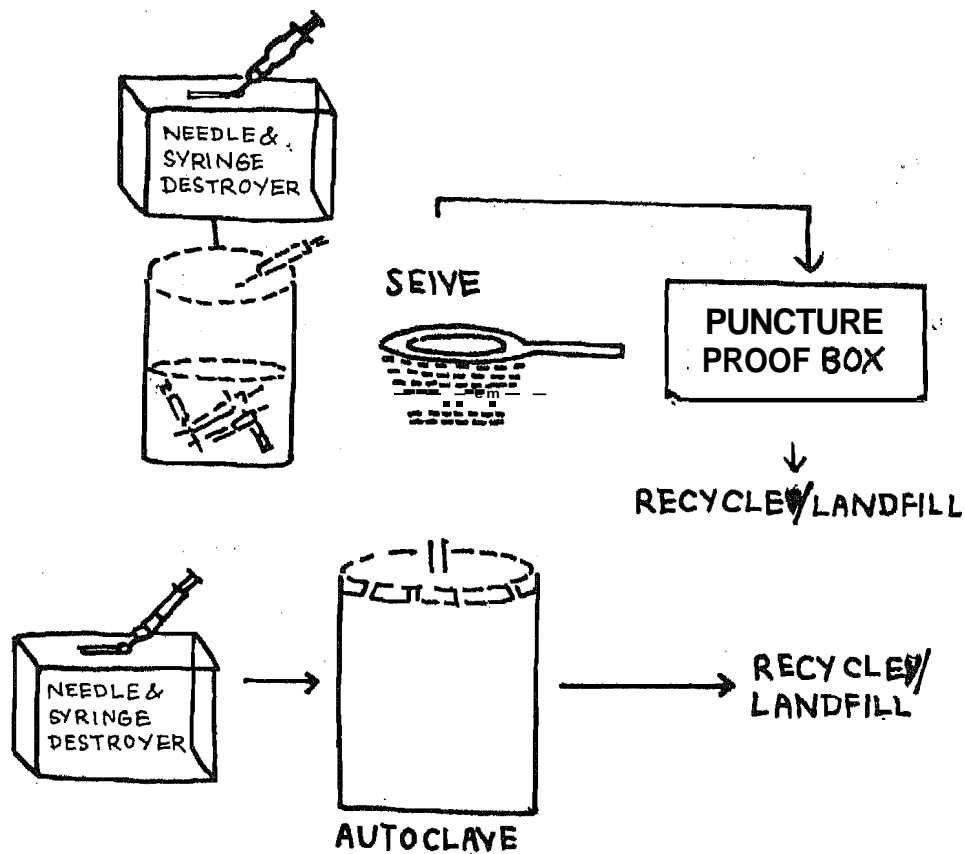 NEEDLE &
SYRINGE
DESTROYER
SEIVE
PUNCTURE
PROOF BOX
RECYCLE/LANDFILL
NEEDLE &
SYRINGE
DESTROYER
RECYCLE/
LANDFILL
AUTOCLAVE